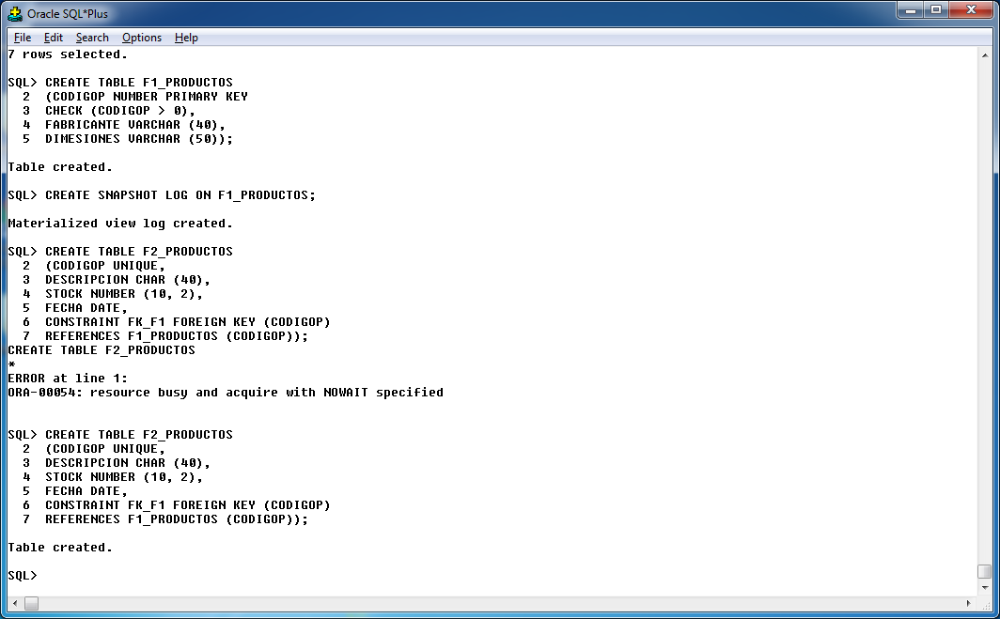 Oracle SQL*Plus
File Edit Search Options Help
7 rows selected.
SQL> CREATE TABLE F1_PRODUCTOS
2 (CODIGOP NUMBER PRIMARY KEY
3 CHECK (CODIGOP > 0),
4 FABRICANTE VARCHAR (40),
5 DIMESIONES VARCHAR (50));
Table created.
SQL> CREATE SNAPSHOT LOG ON F1_PRODUCTOS;
Materialized view log created.
SQL> CREATE TABLE F2_PRODUCTOS
2 (CODIGOP UNIQUE,
3 DESCRIPCION CHAR (40),
4 STOCK NUMBER (10, 2),
5 FECHA DATE,
6 CONSTRAINT FK_F1 FOREIGN KEY (CODIGOP)
7 REFERENCES F1_PRODUCTOS (CODIGOP));
CREATE TABLE F2_PRODUCTOS
*
ERROR at line 1:
ORA-00054: resource busy and acquire with NOWAIT specified
SQL> CREATE TABLE F2_PRODUCTOS
2 (CODIGOP UNIQUE,
3 DESCRIPCION CHAR (40),
4 STOCK NUMBER (10, 2),
5 FECHA DATE,
6 CONSTRAINT FK_F1 FOREIGN KEY (CODIGOP)
7 REFERENCES F1_PRODUCTOS (CODIGOP));
Table created.
SQL>